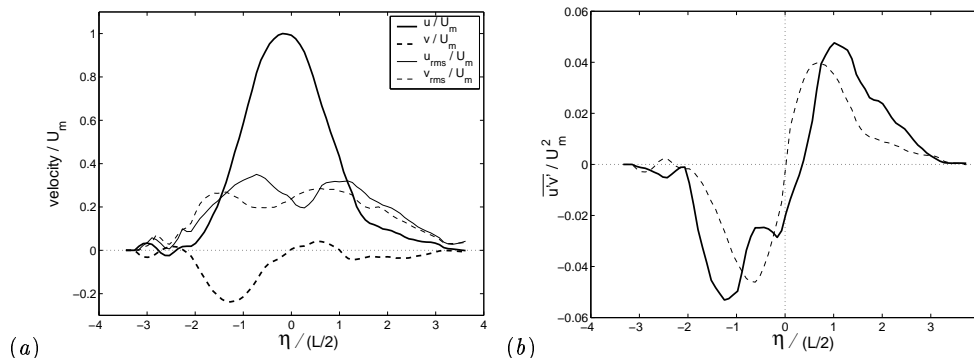 u / U_m
v / U_m
u_rms / U_m
v_rms / U_m
1
0.8
0.6
0.4
0.2
0
−0.2
velocity / U_m
−4 −3 −2 −1 0 1 2 3 4
η / (L/2)
(a)
0.06
0.04
0.02
0
−0.02
−0.04
−0.06
u'v' / U_m^2
−4 −3 −2 −1 0 1 2 3
η / (L/2)
(b)